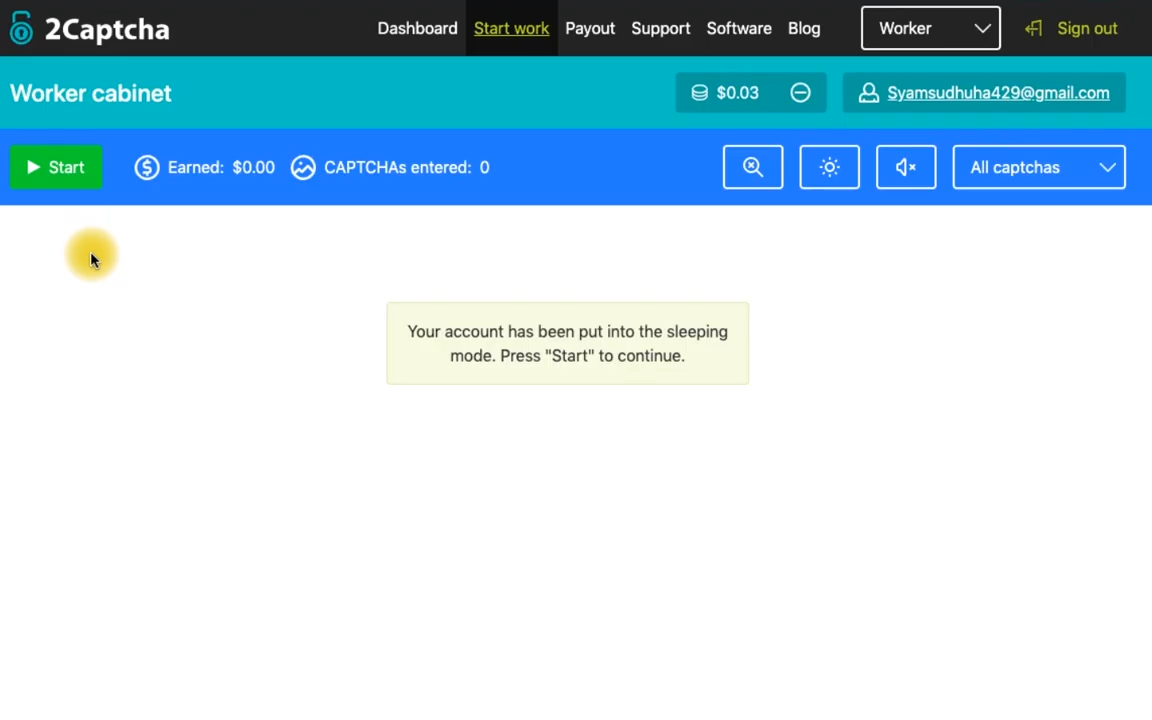 2Captcha
Dashboard Start work Payout Support Software Blog Worker Sign out
Worker cabinet $0.03 Syamsudhuha429@gmail.com
Start Earned: $0.00 CAPTCHAs entered: 0 All captchas
Your account has been put into the sleeping
mode. Press "Start" to continue.